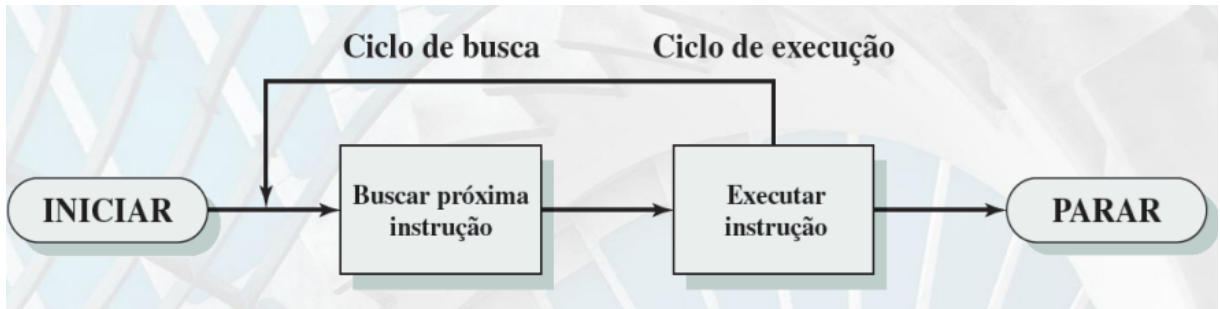 Ciclo de busca
Ciclo de execução
INICIAR
Buscar próxima
instrução
Executar
instrução
PARAR